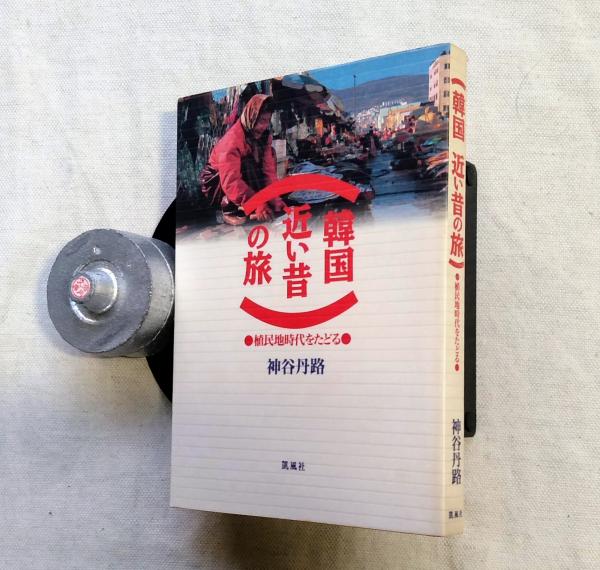 韓国
近い昔
の旅
●植民地時代をたどる●
神谷丹路
凱風社
韓国 近い昔の旅
●植民地時代をたどる●
神谷丹路
凱風社